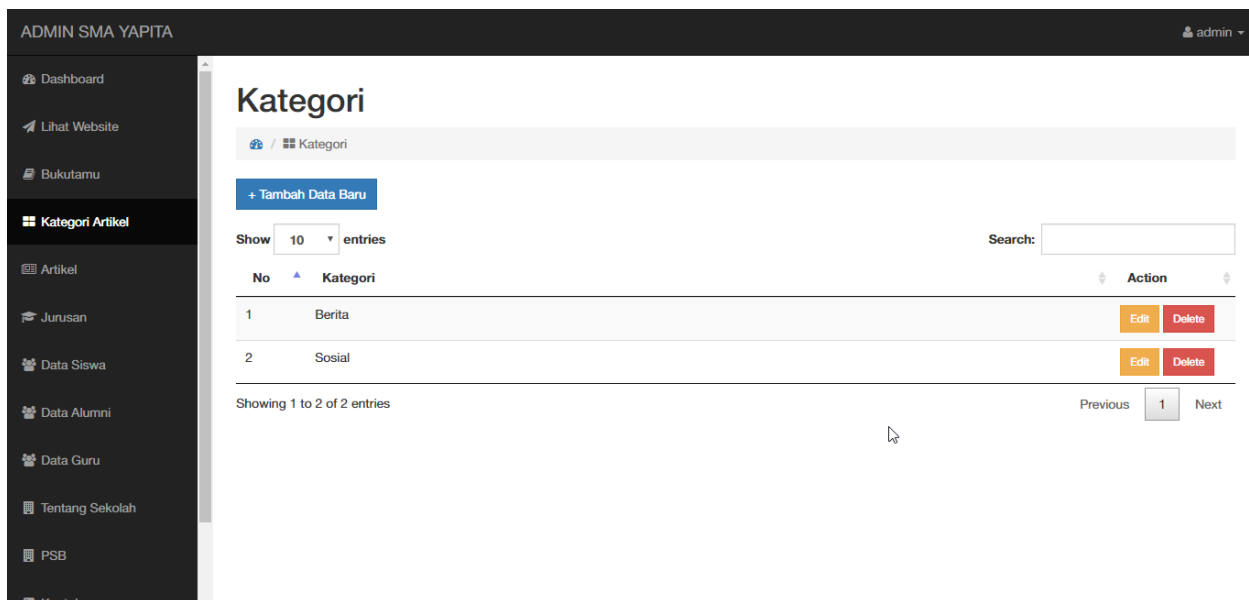 ADMIN SMA YAPITA
admin
Dashboard
Lihat Website
Bukutamu
Kategori Artikel
Artikel
Jurusan
Data Siswa
Data Alumni
Data Guru
Tentang Sekolah
PSB
Kategori
/ Kategori
+ Tambah Data Baru
Show 10 entries
Search:
No Kategori Action
1 Berita Edit Delete
2 Sosial Edit Delete
Showing 1 to 2 of 2 entries
Previous 1 Next